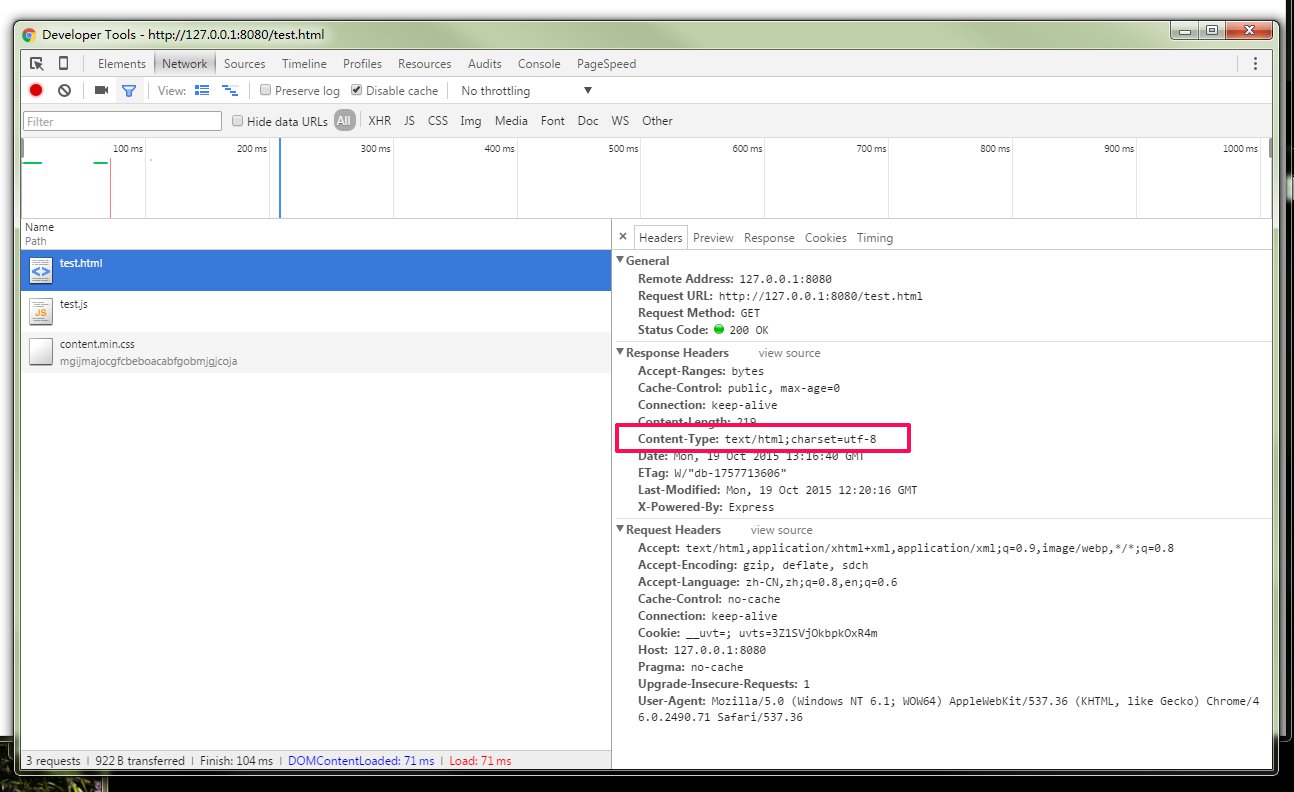 Developer Tools - http://127.0.0.1:8080/test.html
Elements Network Sources Timeline Profiles Resources Audits Console PageSpeed
View: Preserve log Disable cache No throttling
Filter Hide data URLs All XHR JS CSS Img Media Font Doc WS Other
100 ms 200 ms 300 ms 400 ms 500 ms 600 ms 700 ms 800 ms 900 ms 1000 ms
Name
Path
test.html
JS test.js
content.min.css
mgijmajocgfcbeboacabfgobmjgjcoja
× Headers Preview Response Cookies Timing
General
Remote Address: 127.0.0.1:8080
Request URL: http://127.0.0.1:8080/test.html
Request Method: GET
Status Code: 200 OK
Response Headers view source
Accept-Ranges: bytes
Cache-Control: public, max-age=0
Connection: keep-alive
Content-Length: 219
Content-Type: text/html;charset=utf-8
Date: Mon, 19 Oct 2015 13:16:40 GMT
ETag: W/"db-1757713606"
Last-Modified: Mon, 19 Oct 2015 12:20:16 GMT
X-Powered-By: Express
Request Headers view source
Accept: text/html,application/xhtml+xml,application/xml;q=0.9,image/webp,*/*;q=0.8
Accept-Encoding: gzip, deflate, sdch
Accept-Language: zh-CN,zh;q=0.8,en;q=0.6
Cache-Control: no-cache
Connection: keep-alive
Cookie: __uvt=; uvts=3Z1SVjOkbpkOxR4m
Host: 127.0.0.1:8080
Pragma: no-cache
Upgrade-Insecure-Requests: 1
User-Agent: Mozilla/5.0 (Windows NT 6.1; WOW64) AppleWebKit/537.36 (KHTML, like Gecko) Chrome/4
6.0.2490.71 Safari/537.36
3 requests | 922 B transferred | Finish: 104 ms | DOMContentLoaded: 71 ms | Load: 71 ms